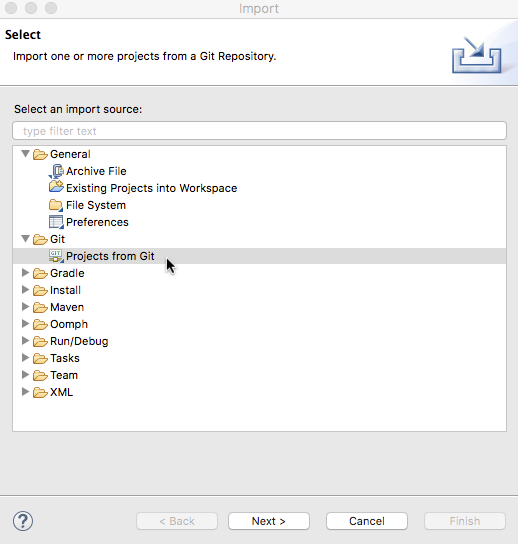 Import
Select
Import one or more projects from a Git Repository.
Select an import source:
type filter text
General
Archive File
Existing Projects into Workspace
File System
Preferences
Git
GIT Projects from Git
Gradle
Install
Maven
Oomph
Run/Debug
Tasks
Team
XML
? < Back Next > Cancel Finish